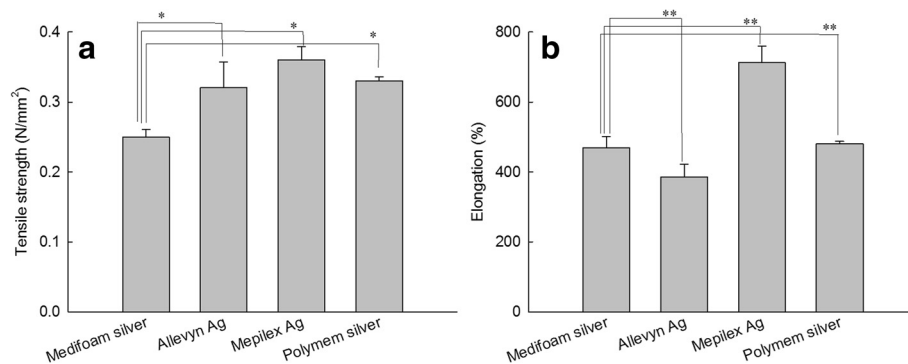 a
Tensile strength (N/mm²)
0.4
0.3
0.2
0.1
0.0
*
*
*
Medifoam silver
Allevyn Ag
Mepilex Ag
Polymem silver
b
Elongation (%)
800
600
400
200
0
**
**
**
Medifoam silver
Allevyn Ag
Mepilex Ag
Polymem silver